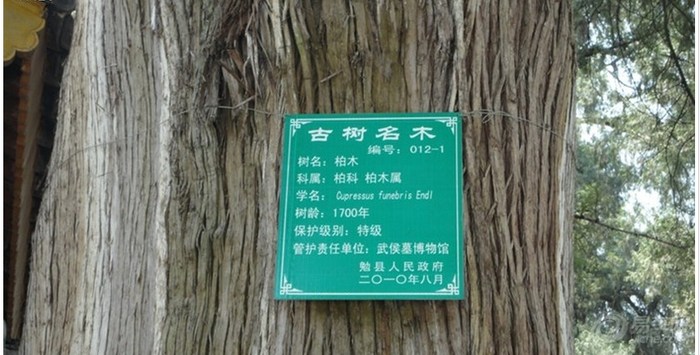 古树名木
编号：012-1
树名：柏木
科属：柏科 柏木属
学名：Cupressus funebris Endl
树龄：1700年
保护级别：特级
管护责任单位：武侯墓博物馆
勉县人民政府
二〇一〇年八月